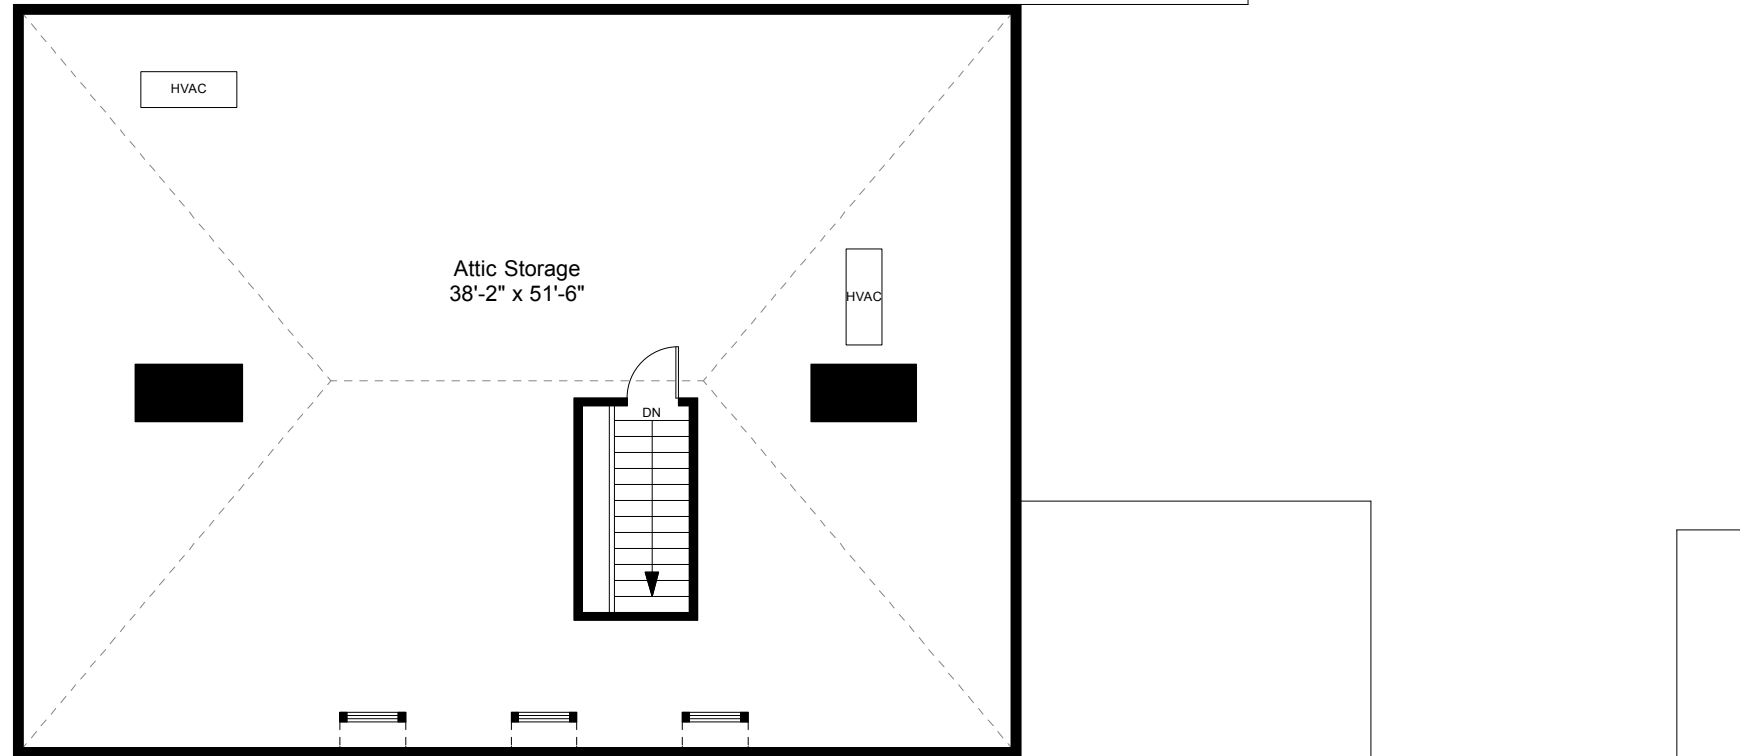 HVAC
Attic Storage
38'-2" x 51'-6"
HVAC
DN